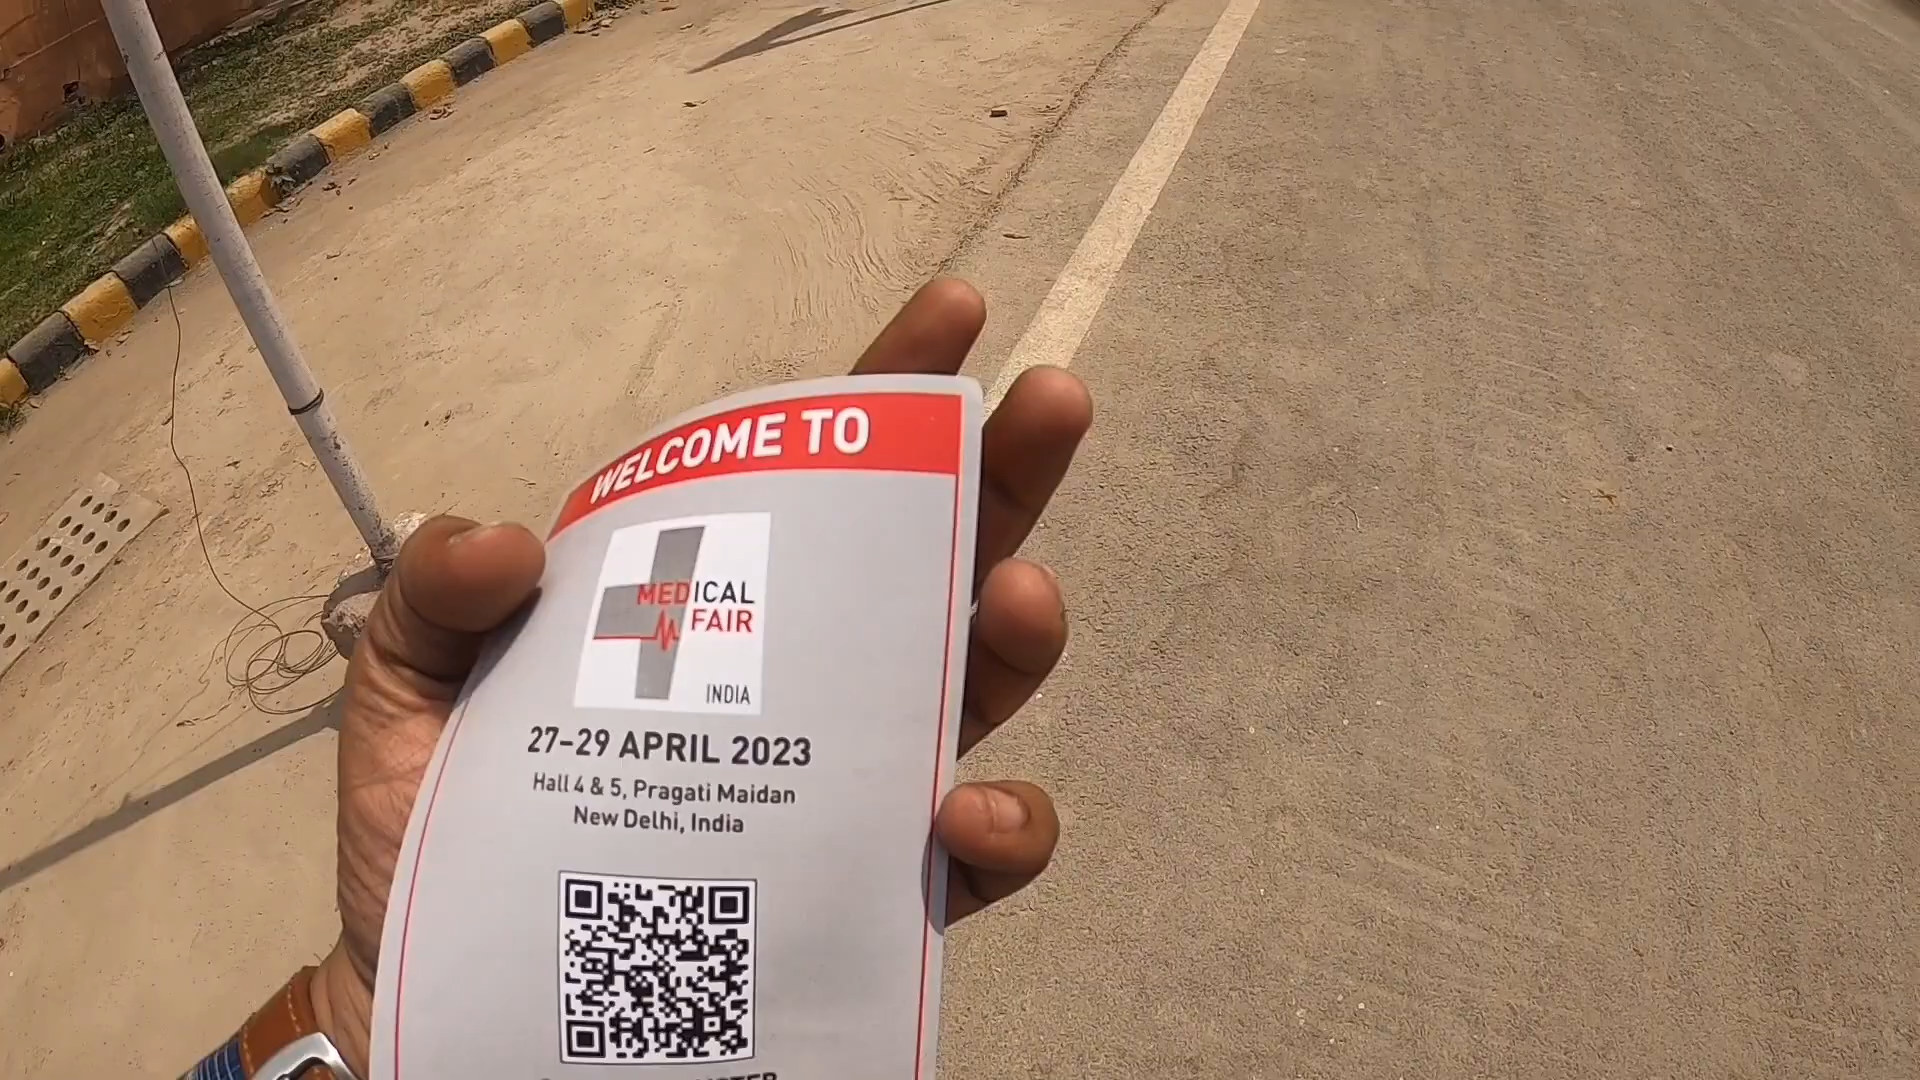 WELCOME TO
MEDICAL
FAIR
INDIA
27-29 APRIL 2023
Hall 4 & 5, Pragati Maidan
New Delhi, India